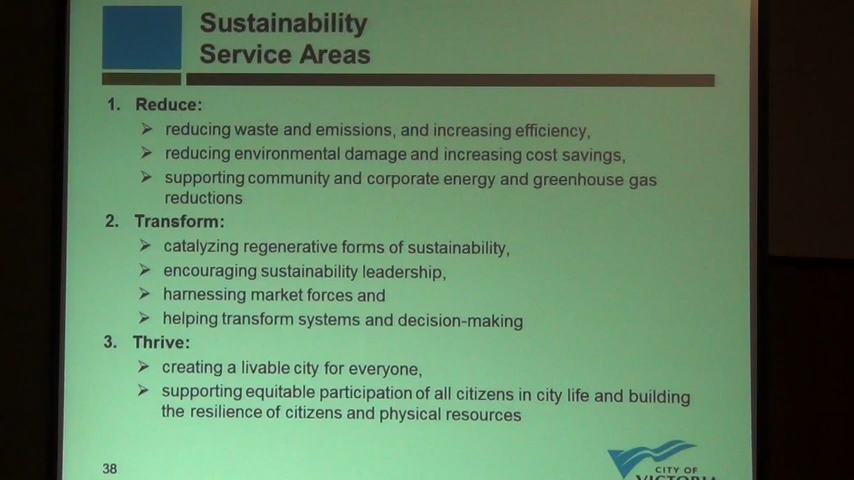 Sustainability
Service Areas
1. Reduce:
➢ reducing waste and emissions, and increasing efficiency,
➢ reducing environmental damage and increasing cost savings,
➢ supporting community and corporate energy and greenhouse gas
reductions
2. Transform:
➢ catalyzing regenerative forms of sustainability,
➢ encouraging sustainability leadership,
➢ harnessing market forces and
➢ helping transform systems and decision-making
3. Thrive:
➢ creating a livable city for everyone,
➢ supporting equitable participation of all citizens in city life and building
the resilience of citizens and physical resources
38
CITY OF
VICTORIA